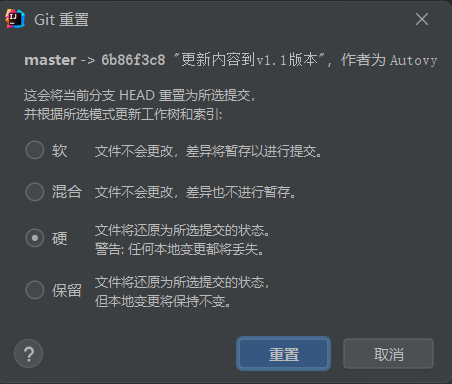 Git 重置
master -> 6b86f3c8 "更新内容到v1.1版本", 作者为 Autovy
这会将当前分支 HEAD 重置为所选提交,
并根据所选模式更新工作树和索引:
软 文件不会更改，差异将暂存以进行提交。
混合 文件不会更改，差异也不进行暂存。
硬 文件将还原为所选提交的状态。
警告: 任何本地变更都将丢失。
保留 文件将还原为所选提交的状态,
但本地变更将保持不变。
? 重置 取消